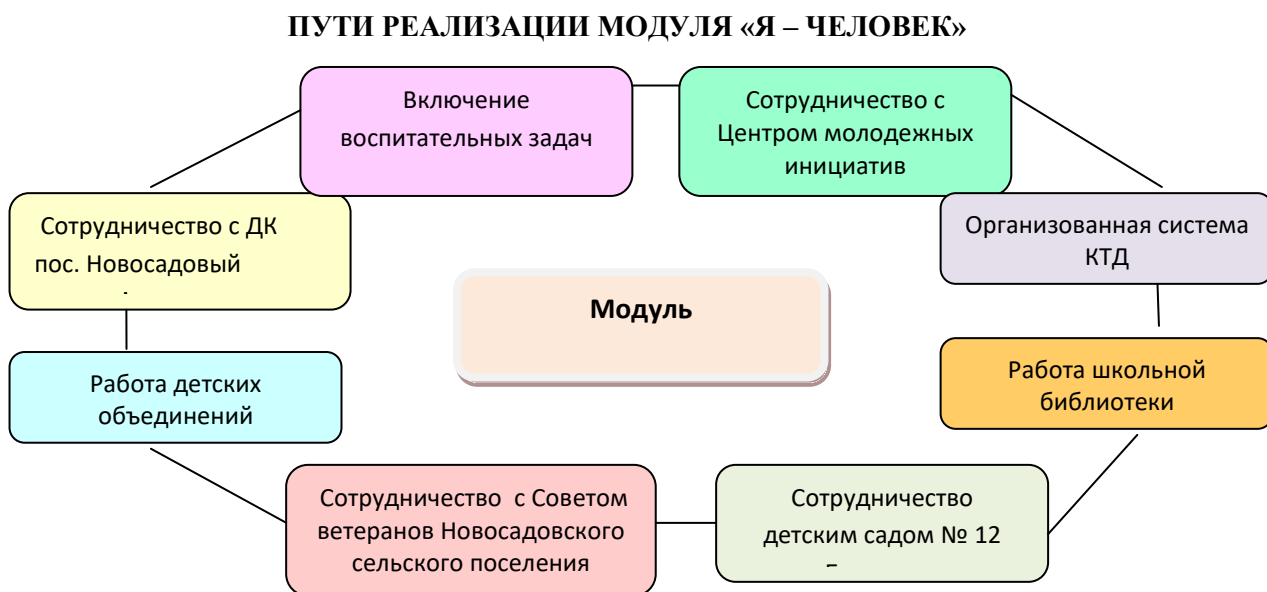 ПУТИ РЕАЛИЗАЦИИ МОДУЛЯ «Я – ЧЕЛОВЕК»
Включение
воспитательных задач
Сотрудничество с
Центром молодежных
инициатив
Сотрудничество с ДК
пос. Новосадовый
Организованная система
КТД
Модуль
Работа детских
объединений
Работа школьной
библиотеки
Сотрудничество с Советом
ветеранов Новосадовского
сельского поселения
Сотрудничество
детским садом № 12